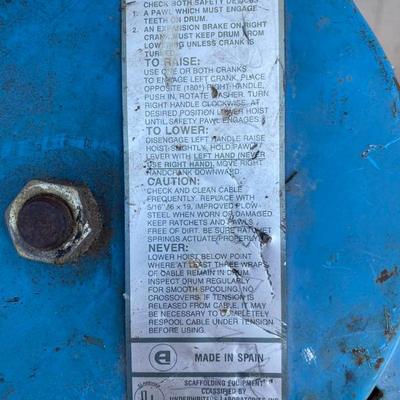 CHECK BOTH SAFETY DEVICES
1. A PAWL WHICH MUST ENGAGE
TEETH ON DRUM.
2. AN EXPANSION BRAKE ON RIGHT
CRANK MUST KEEP DRUM FROM
LOWERING UNLESS CRANK IS
TURNED.
TO RAISE:
USE ONE OR BOTH CRANKS
TO ENGAGE LEFT CRANK, PLACE
OPPOSITE (180°) RIGHT HANDLE,
PUSH IN, ROTATE WASHER. TURN
RIGHT HANDLE CLOCKWISE. AT
DESIRED POSITION LOWER HOIST
UNTIL SAFETY PAWL ENGAGES.
TO LOWER:
DISENGAGE LEFT HANDLE RAISE
HOIST SLIGHTLY, HOLD PAWL
LEVER WITH LEFT HAND (NEVER
USE RIGHT HAND), MOVE RIGHT
HANDCRANK DOWNWARD.
CAUTION:
CHECK AND CLEAN CABLE
FREQUENTLY. REPLACE WITH
5/16" 6 x 19, IMPROVED PLOW
STEEL WHEN WORN OR DAMAGED
KEEP RATCHETS AND PAWLS
FREE OF DIRT. BE SURE RATCHET
SPRINGS ACTUATE PROPERLY.
NEVER:
LOWER HOIST BELOW POINT
WHERE AT LEAST THREE WRAPS
OF CABLE REMAIN IN DRUM.
INSPECT DRUM REGULARLY
FOR SMOOTH SPOOLING, NO
CROSSOVERS. IF TENSION IS
RELEASED FROM CABLE, IT MAY
BE NECESSARY TO COMPLETELY
RESPOOL CABLE UNDER TENSION
BEFORE USING.
MADE IN SPAIN
SCAFFOLDING EQUIPMENT
CLASSIFIED BY
UNDERWRITERS LABORATORIES INC